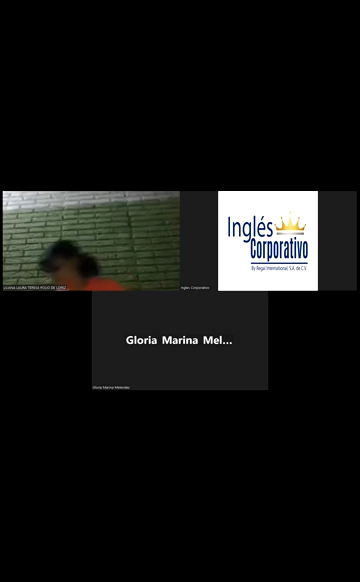 Inglés
Corporativo
By Regal International, S.A. de C.V.
LILIANA LAURA TERESA DE LOPEZ
Inglés Corporativo
Gloria Marina Mel...
Gloria Marina Melendez